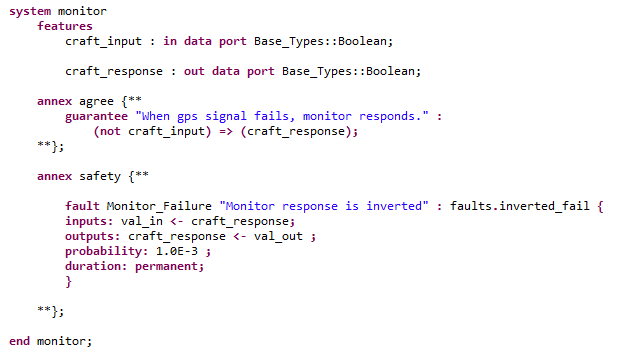 system monitor
features
craft_input : in data port Base_Types::Boolean;
craft_response : out data port Base_Types::Boolean;
annex agree {**
guarantee "When gps signal fails, monitor responds." :
(not craft_input) => (craft_response);
**};
annex safety {**
fault Monitor_Failure "Monitor response is inverted" : faults.inverted_fail {
inputs: val_in <- craft_response;
outputs: craft_response <- val_out ;
probability: 1.0E-3 ;
duration: permanent;
}
**};
end monitor;